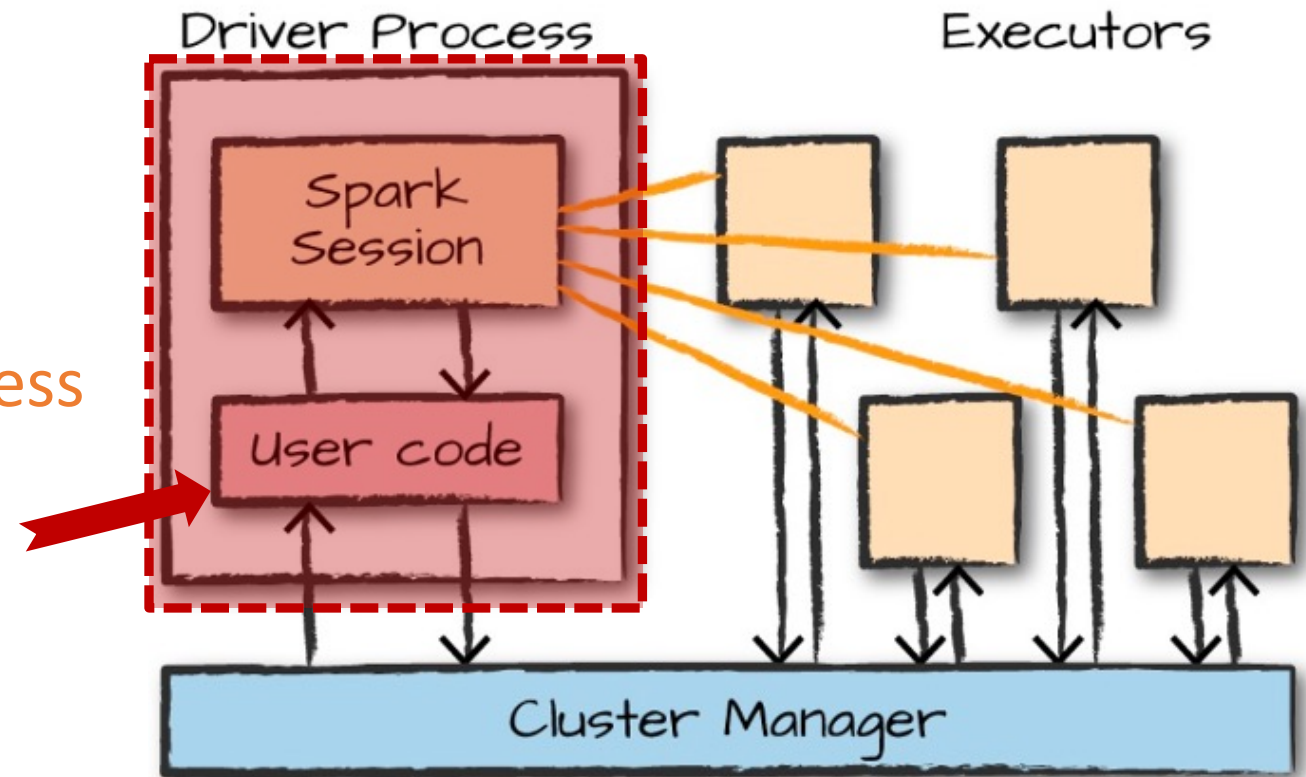 Driver Process
Executors
Spark
Session
ess
User code
Cluster Manager